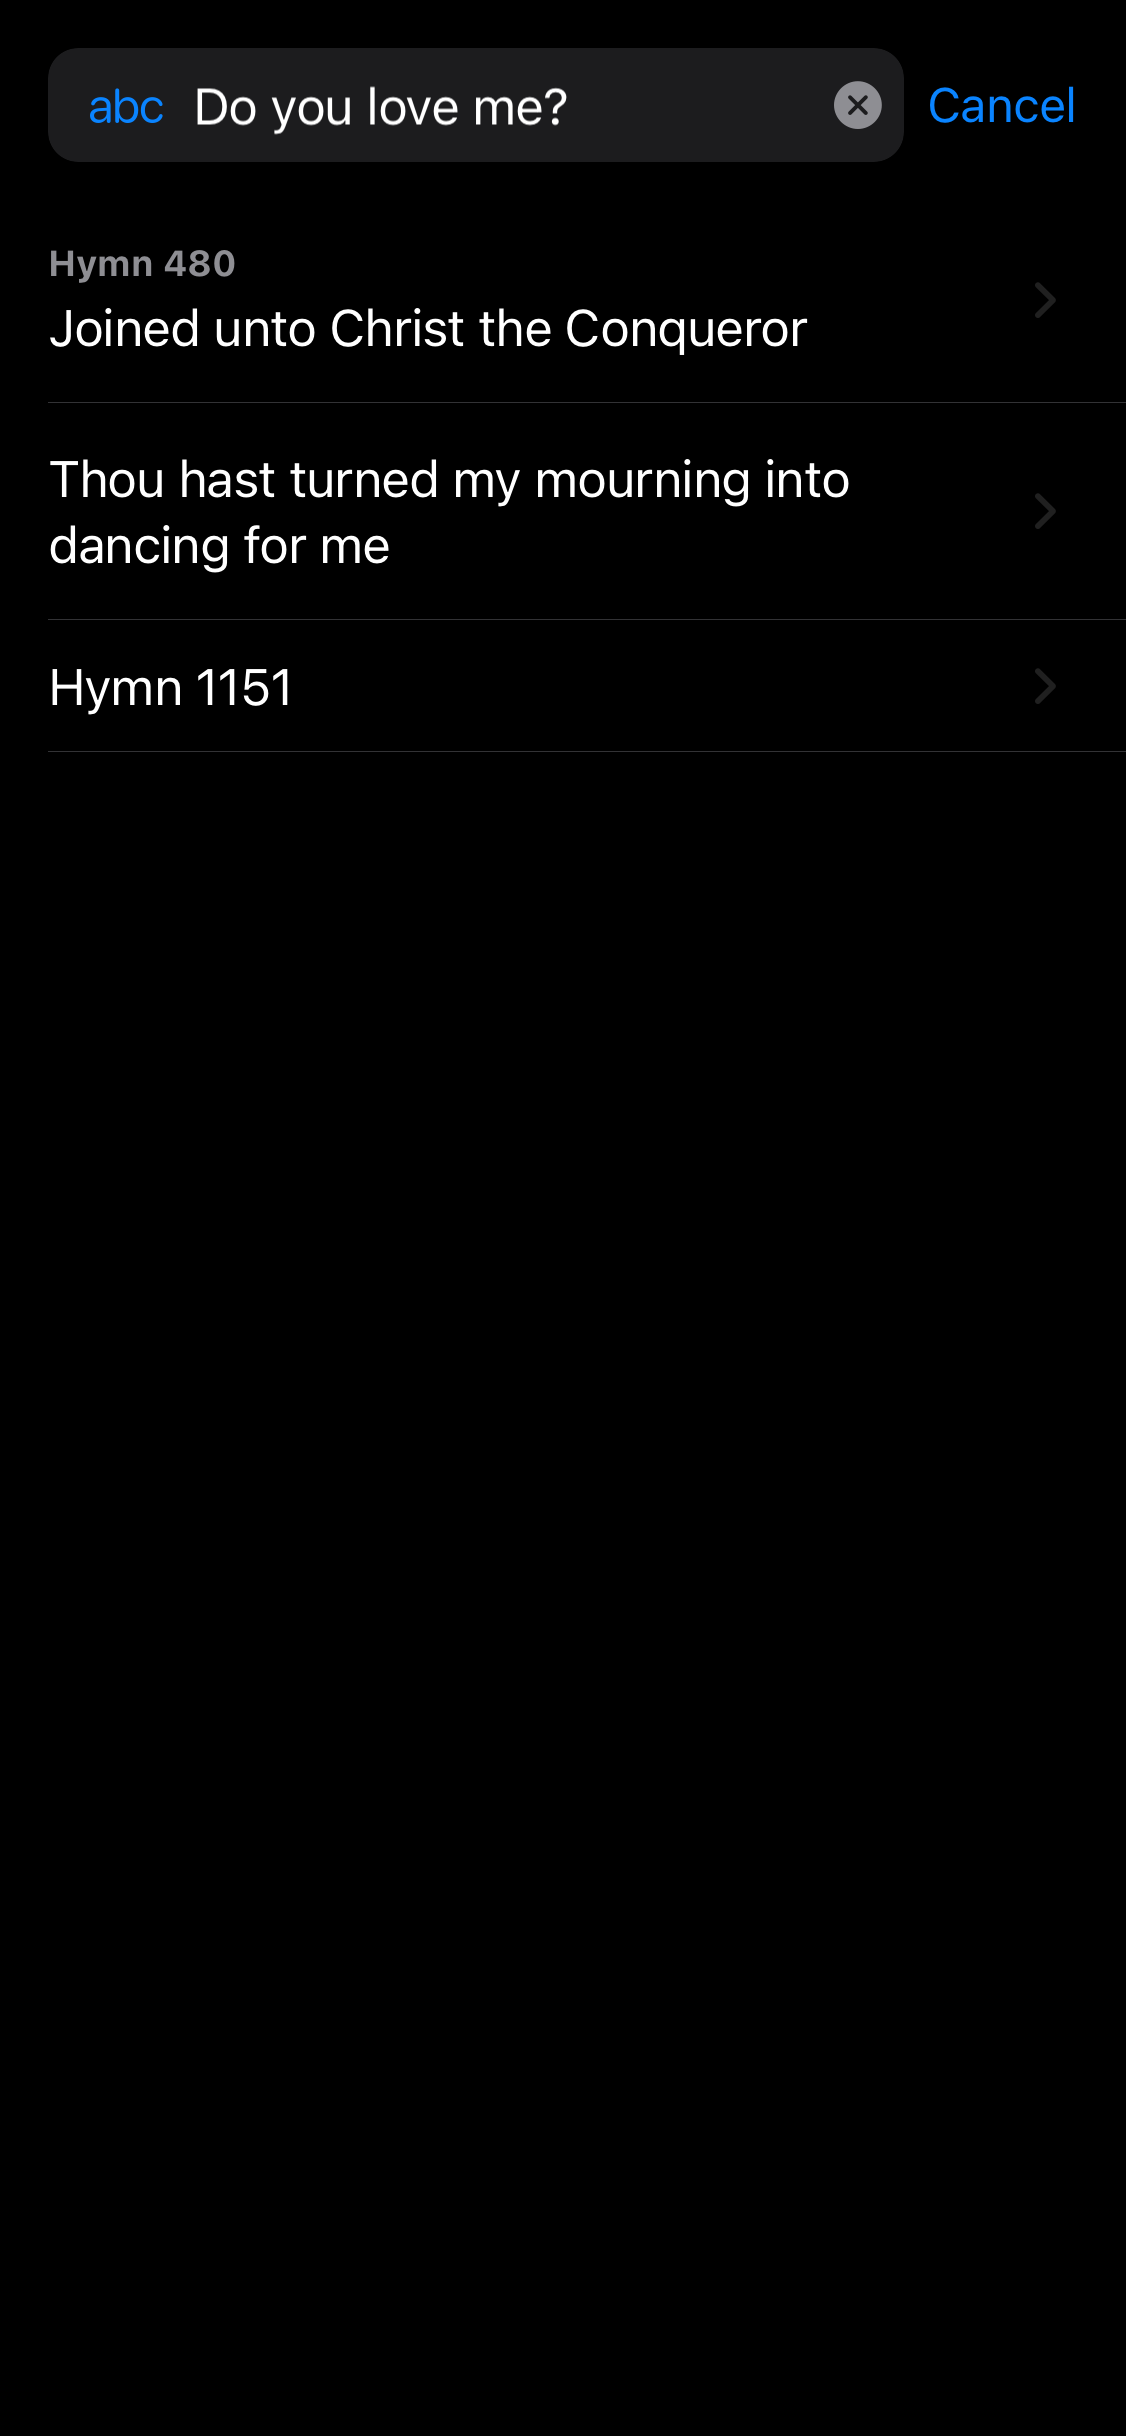 abc Do you love me? Cancel
Hymn 480
Joined unto Christ the Conqueror
Thou hast turned my mourning into
dancing for me
Hymn 1151